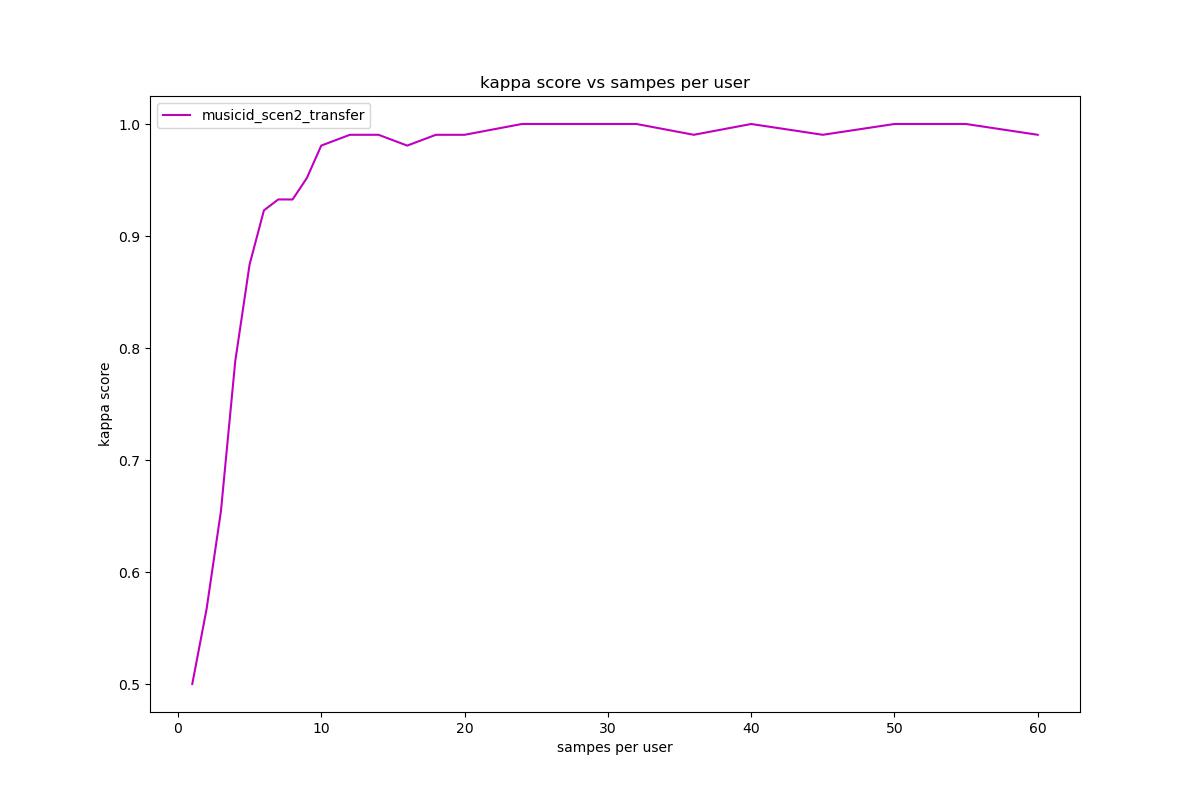 kappa score vs sampes per user
musicid_scen2_transfer
1.0
0.9
0.8
0.7
0.6
0.5
kappa score
0 10 20 30 40 50 60
sampes per user